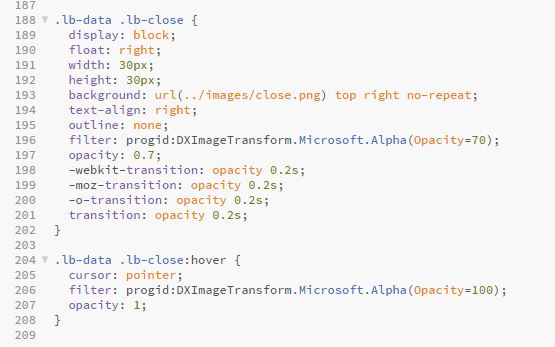 187
188 ▼ .lb-data .lb-close {
189 display: block;
190 float: right;
191 width: 30px;
192 height: 30px;
193 background: url(../images/close.png) top right no-repeat;
194 text-align: right;
195 outline: none;
196 filter: progid:DXImageTransform.Microsoft.Alpha(Opacity=70);
197 opacity: 0.7;
198 -webkit-transition: opacity 0.2s;
199 -moz-transition: opacity 0.2s;
200 -o-transition: opacity 0.2s;
201 transition: opacity 0.2s;
202 }
203
204 ▼ .lb-data .lb-close:hover {
205 cursor: pointer;
206 filter: progid:DXImageTransform.Microsoft.Alpha(Opacity=100);
207 opacity: 1;
208 }
209